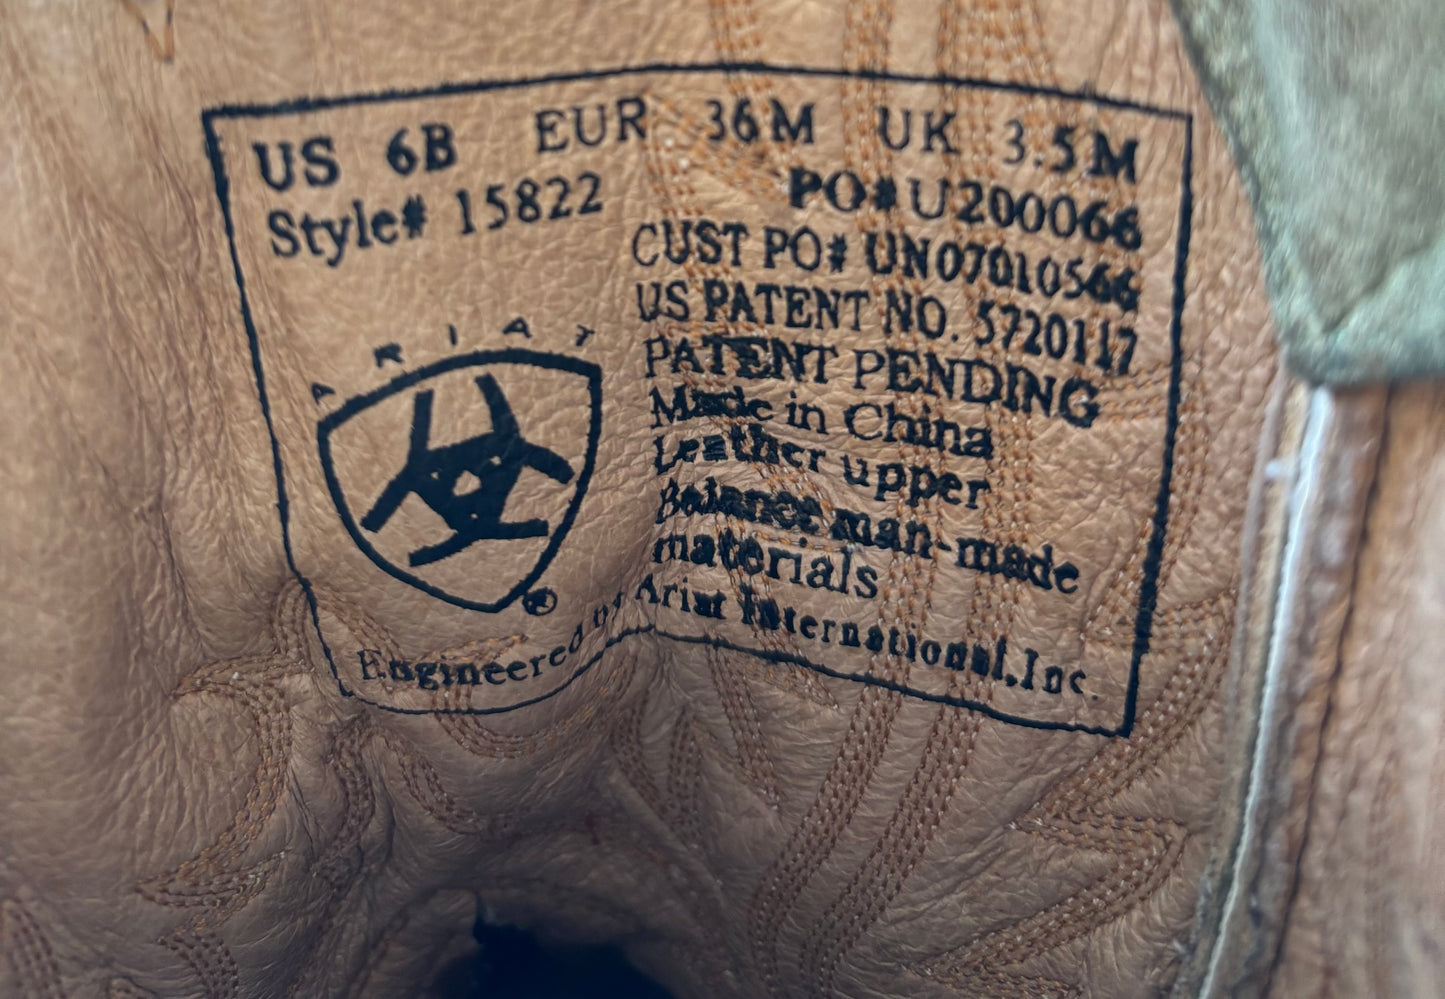 US 6B EUR 36M UK 3.5M
Style# 15822
PO# U200066
CUST PO# UN07010566
US PATENT NO. 5720117
PATENT PENDING
Made in China
Leather upper
Balance man-made
materials
ARIAT
®
Engineered by Ariat International, Inc.